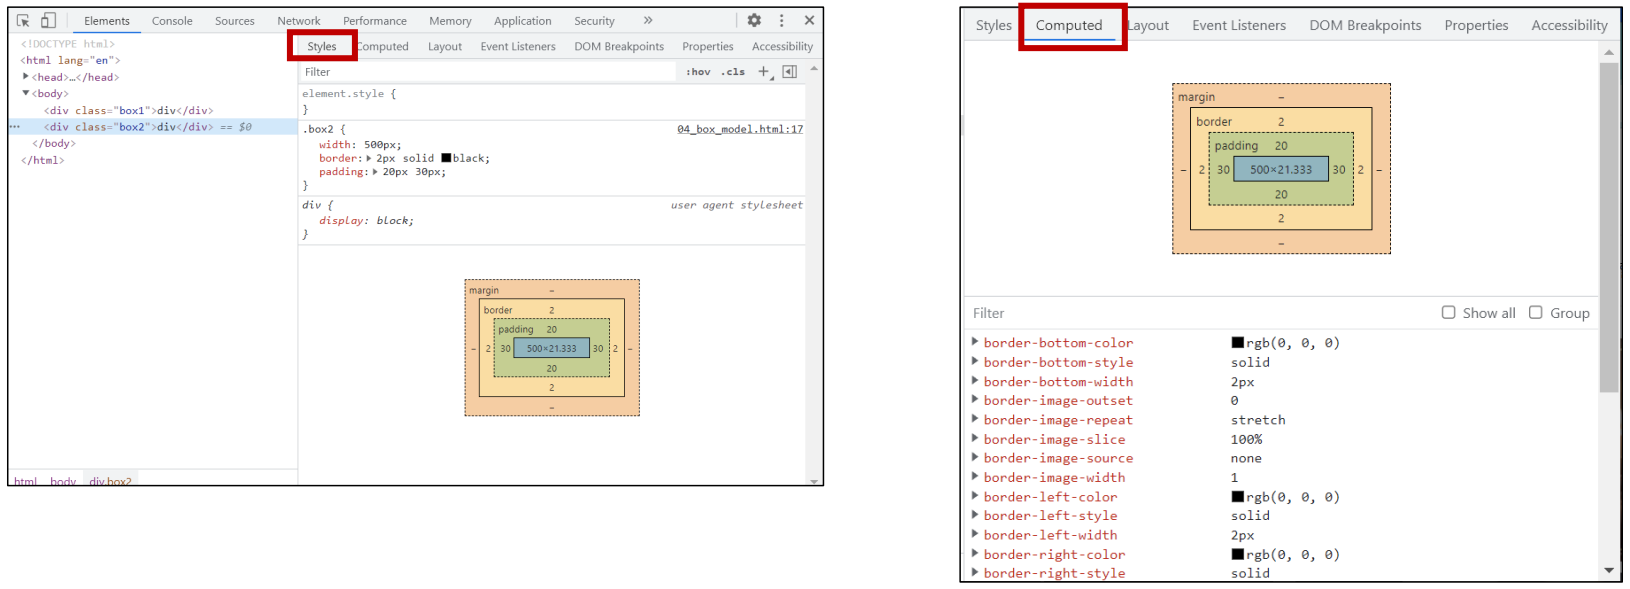 Elements Console Sources Network Performance Memory Application Security »
<!DOCTYPE html>
<html lang="en">
<head>…</head>
<body>
<div class="box1">div</div>
<div class="box2">div</div> == $0
</body>
</html>
html body div.box2
Styles Computed Layout Event Listeners DOM Breakpoints Properties Accessibility
Filter :hov .cls +
element.style {
}
.box2 { 04_box_model.html:17
width: 500px;
border: 2px solid black;
padding: 20px 30px;
}
div { user agent stylesheet
display: block;
}
margin –
border 2
padding 20
– 2 30 500×21.333 30 2 –
20
2
–
Styles Computed Layout Event Listeners DOM Breakpoints Properties Accessibility
margin –
border 2
padding 20
– 2 30 500×21.333 30 2 –
20
2
–
Filter Show all Group
border-bottom-color rgb(0, 0, 0)
border-bottom-style solid
border-bottom-width 2px
border-image-outset 0
border-image-repeat stretch
border-image-slice 100%
border-image-source none
border-image-width 1
border-left-color rgb(0, 0, 0)
border-left-style solid
border-left-width 2px
border-right-color rgb(0, 0, 0)
border-right-style solid